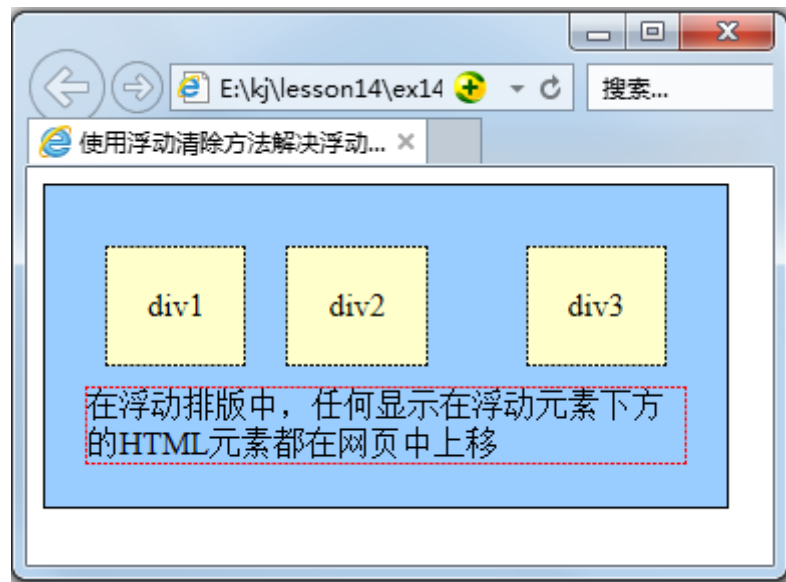 E:\kj\lesson14\ex14
搜索...
使用浮动清除方法解决浮动...
div1
div2
div3
在浮动排版中，任何显示在浮动元素下方
的HTML元素都在网页中上移